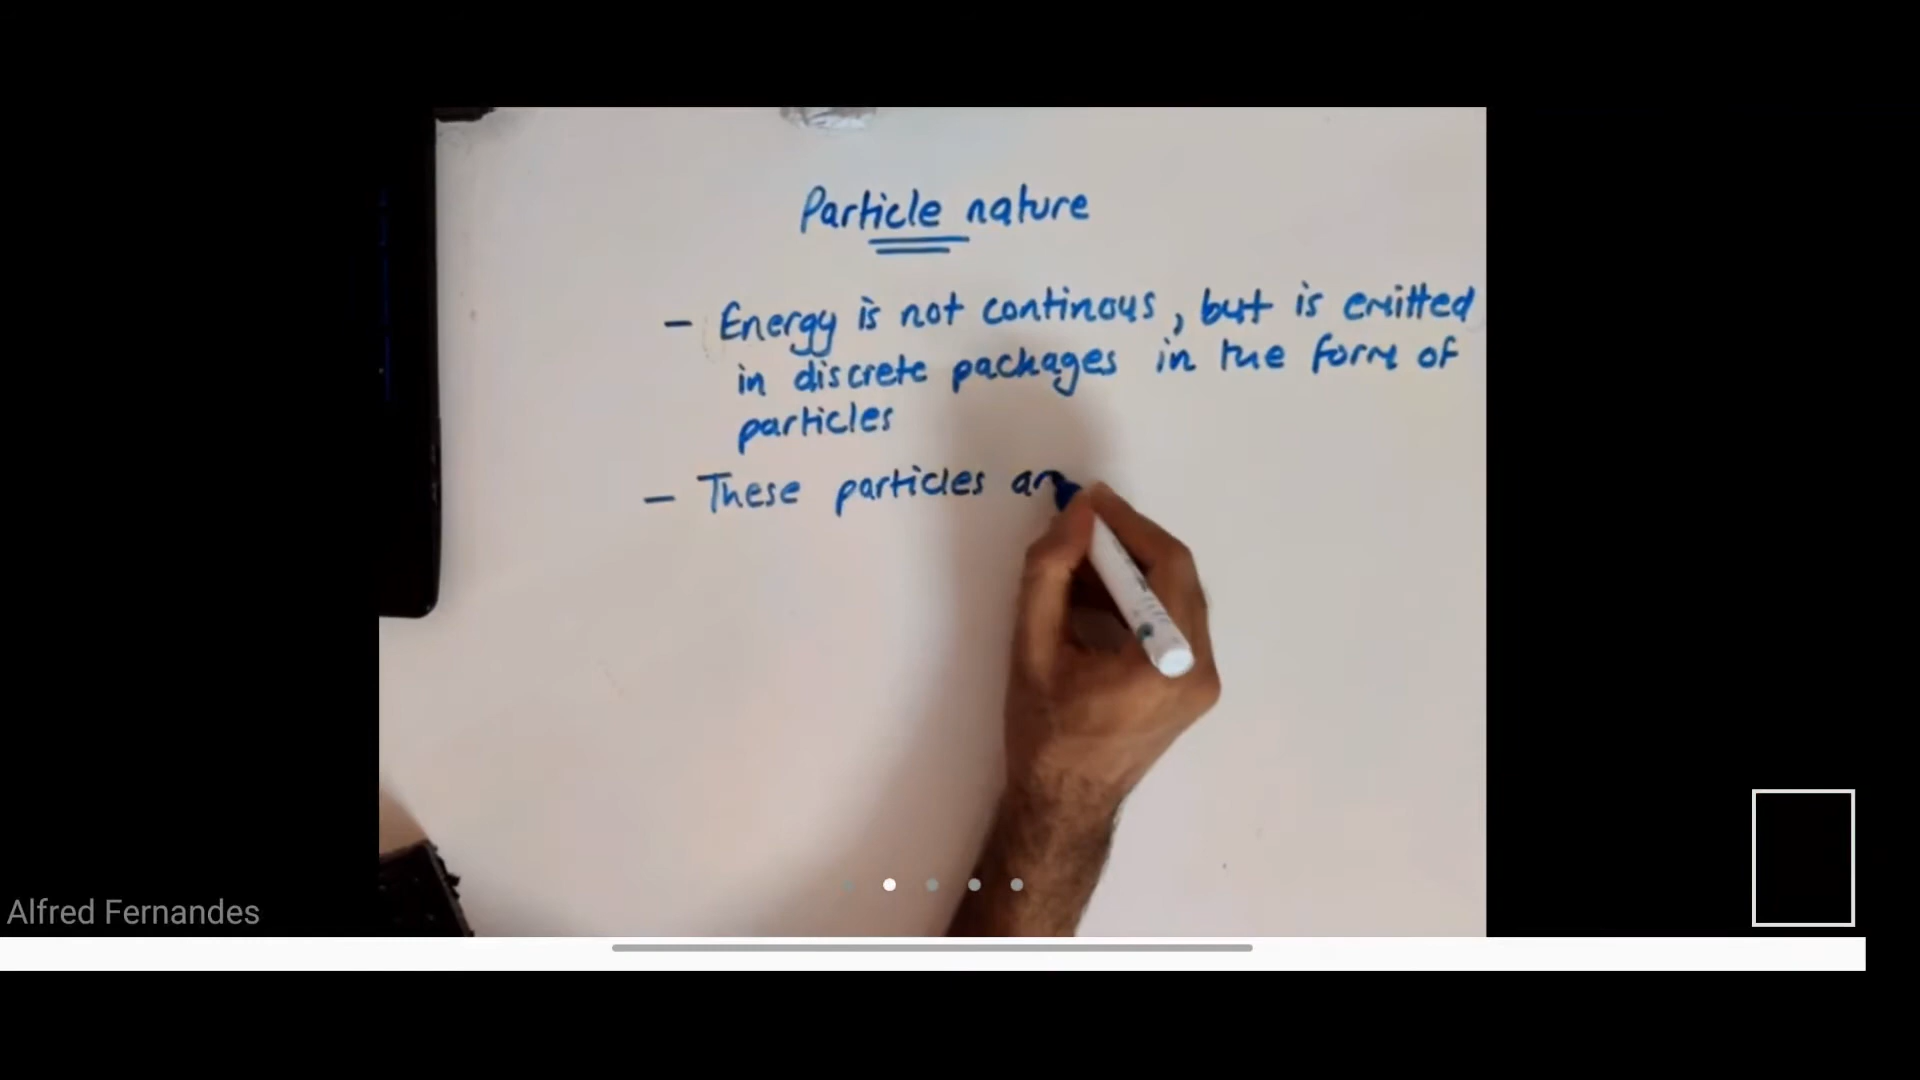 Particle nature
– Energy is not continous, but is emitted
in discrete packages in the form of
particles
– These particles ar
Alfred Fernandes